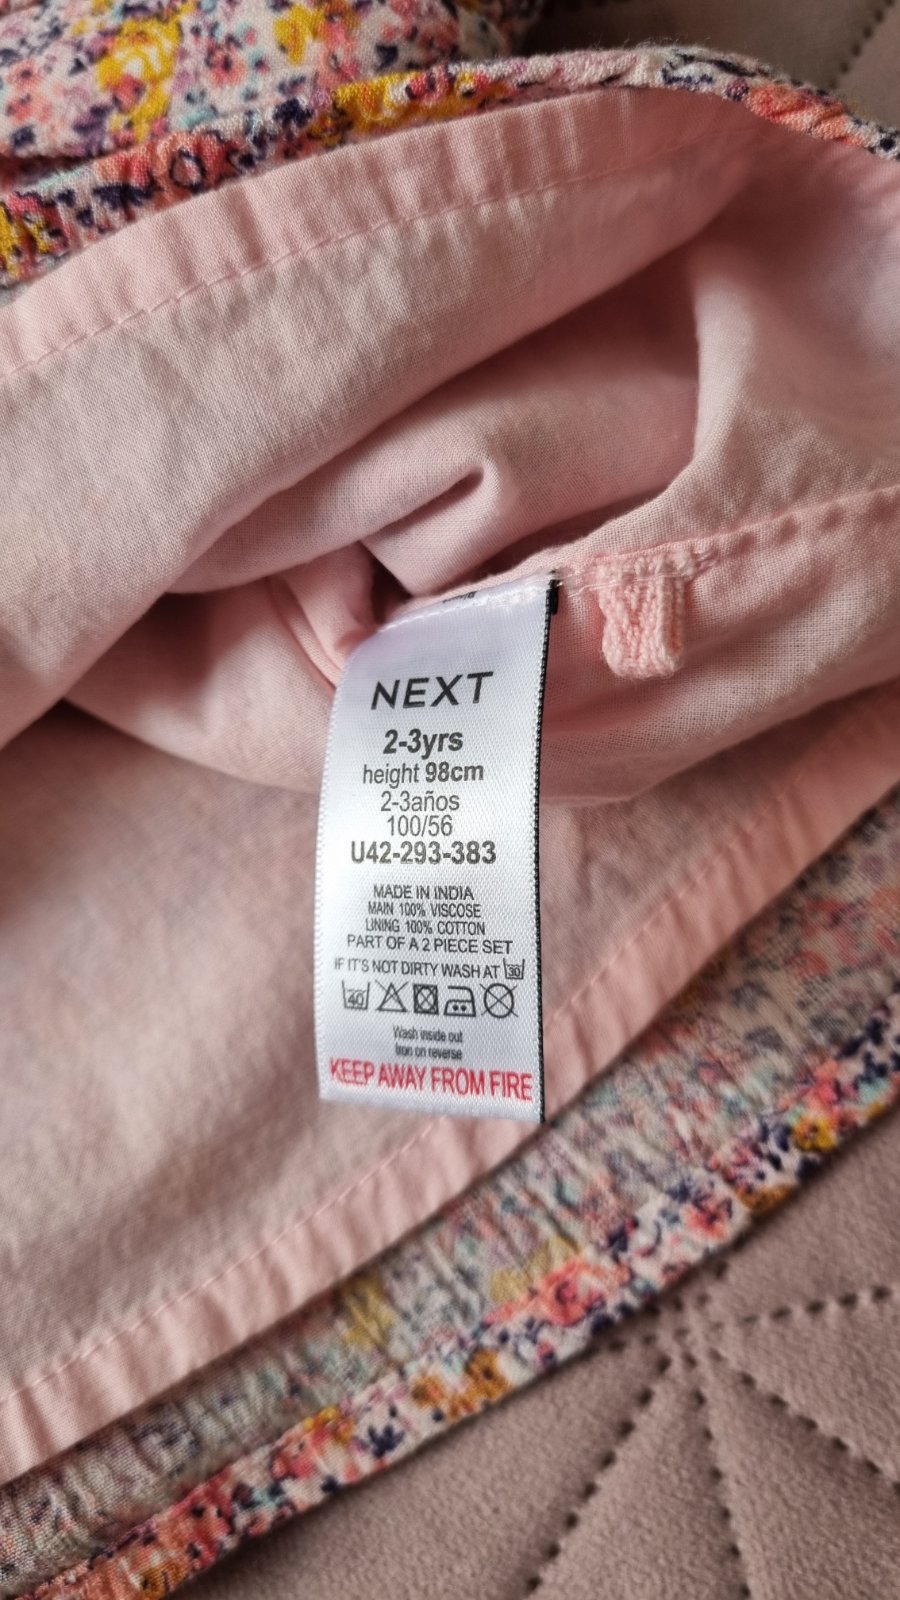 NEXT
2-3yrs
height 98cm
2-3años
100/56
U42-293-383
MADE IN INDIA
MAIN 100% VISCOSE
LINING 100% COTTON
PART OF A 2 PIECE SET
IF IT'S NOT DIRTY WASH AT 30
40
Wash inside out
Iron on reverse
KEEP AWAY FROM FIRE